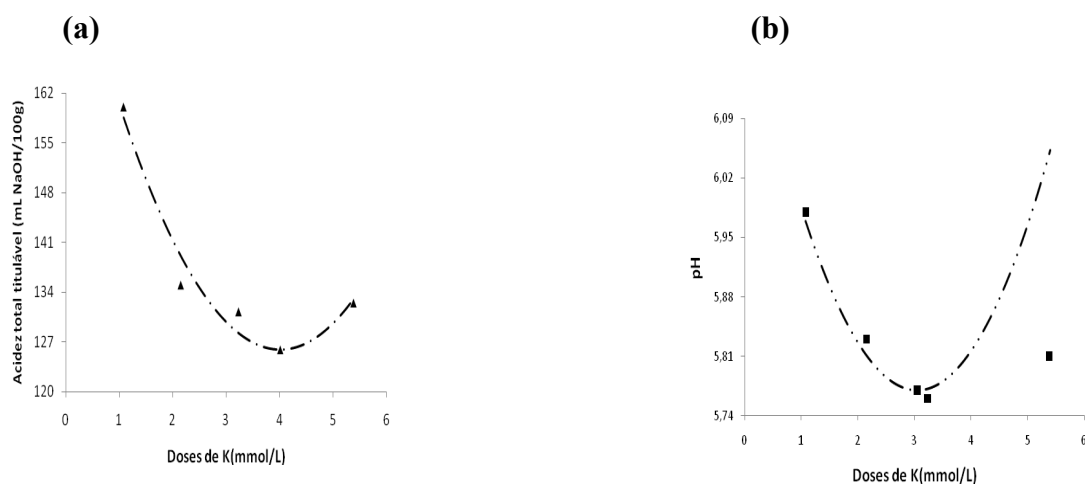 (a)
Acidez total titulável (mL NaOH/100g)
162
155
148
141
134
127
120
0 1 2 3 4 5 6
Doses de K(mmol/L)
(b)
pH
6,09
6,02
5,95
5,88
5,81
5,74
0 1 2 3 4 5 6
Doses de K(mmol/L)